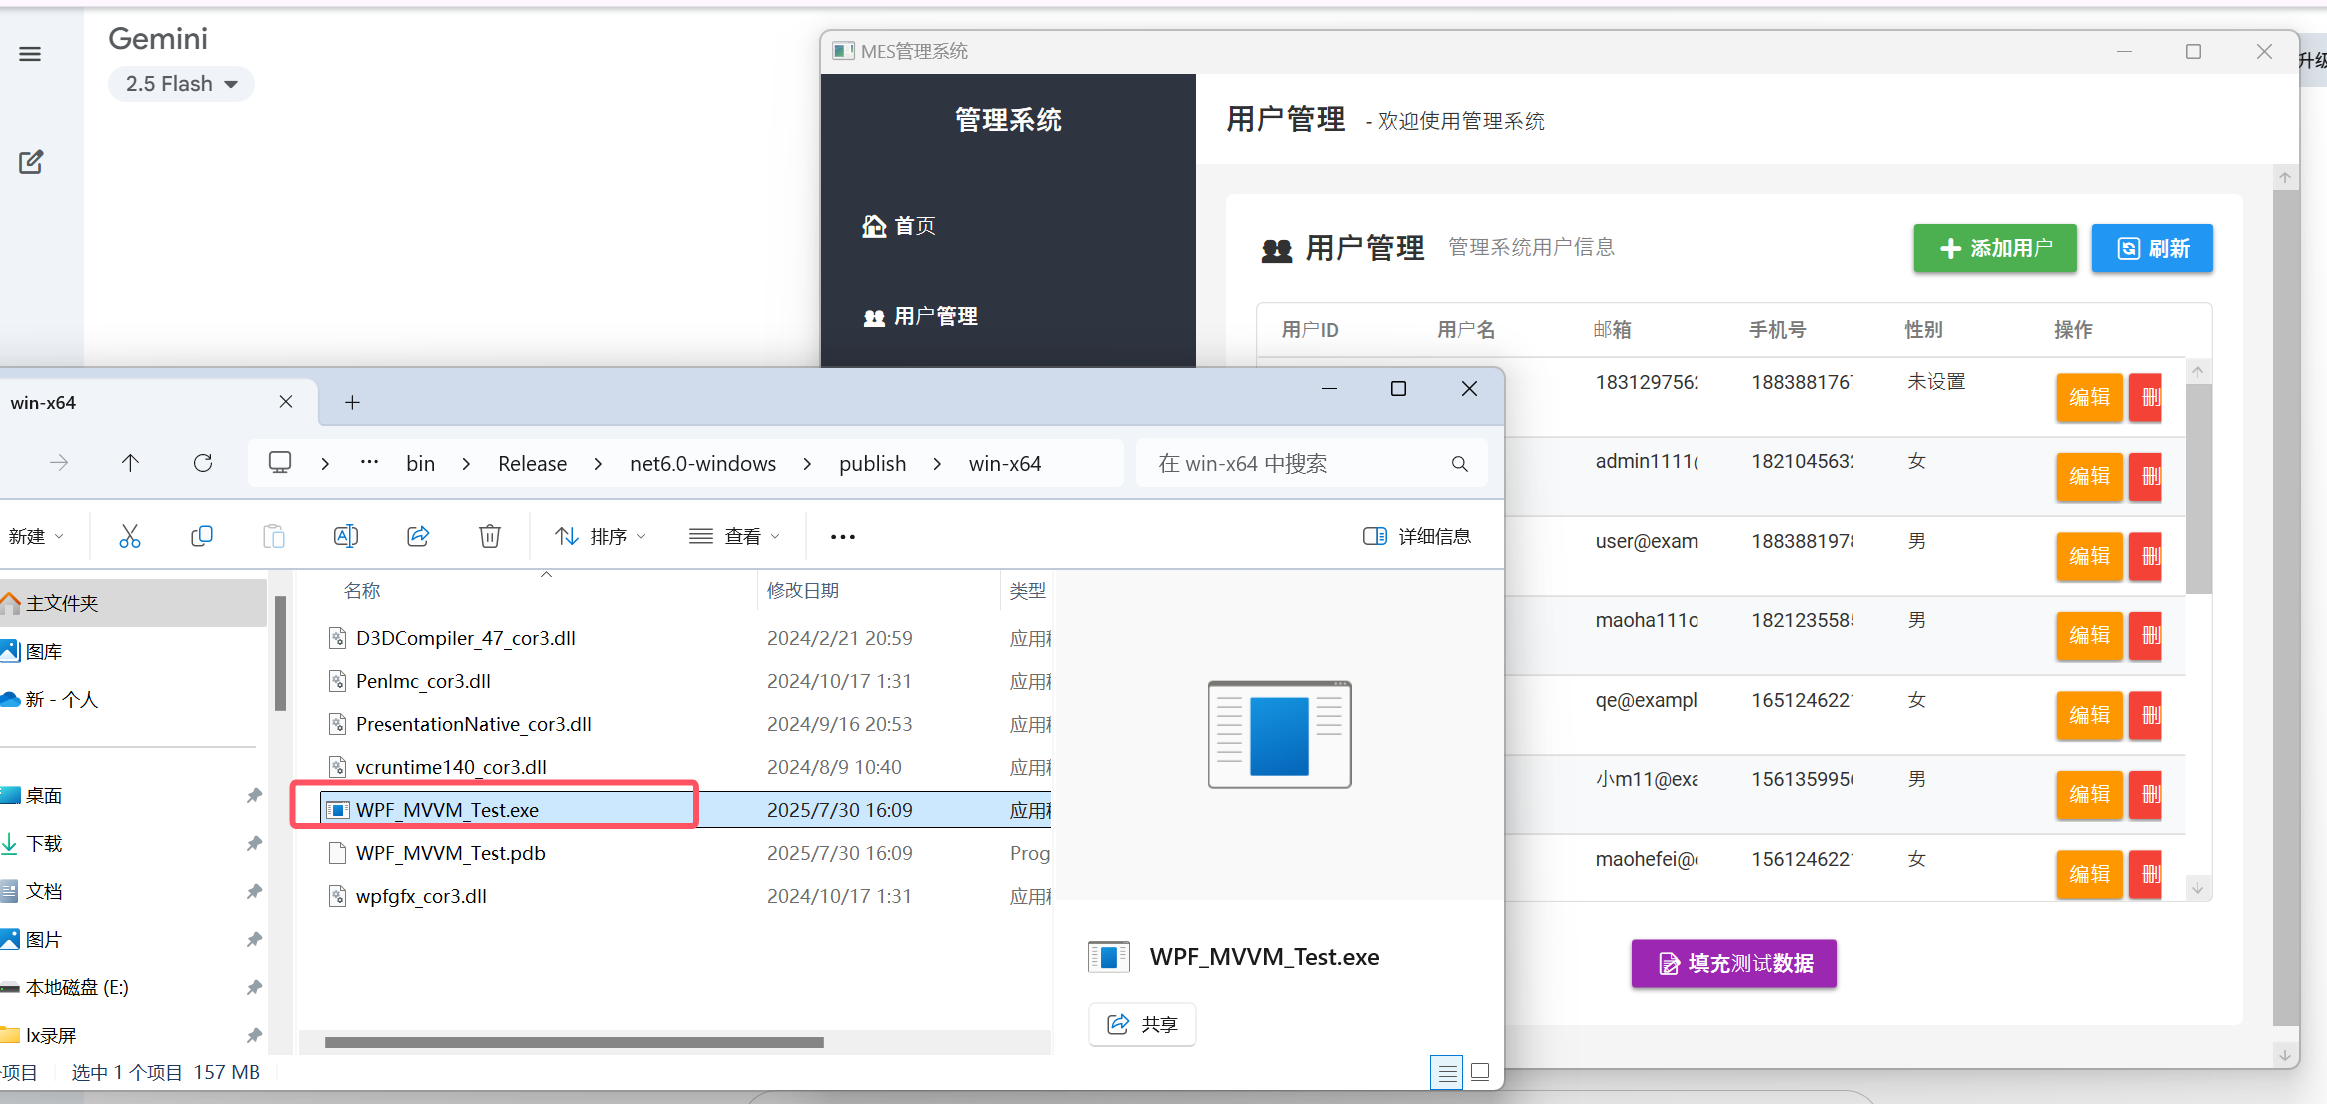 Gemini
2.5 Flash
升级
MES管理系统
管理系统
首页
用户管理
用户管理 - 欢迎使用管理系统
用户管理 管理系统用户信息
添加用户
刷新
用户ID 用户名 邮箱 手机号 性别 操作
183129756 188388176 未设置 编辑 删
admin1111 182104563 女 编辑 删
user@exam 188388197 男 编辑 删
maoha111 182123558 男 编辑 删
qe@exampl 165124622 女 编辑 删
小m11@exa 156135995 男 编辑 删
maohefei@ 156124622 女 编辑 删
填充测试数据
win-x64
… bin Release net6.0-windows publish win-x64
在 win-x64 中搜索
新建
排序
查看
详细信息
主文件夹
图库
新 - 个人
桌面
下载
文档
图片
本地磁盘 (E:)
lx录屏
名称 修改日期 类型
D3DCompiler_47_cor3.dll 2024/2/21 20:59 应用
PenImc_cor3.dll 2024/10/17 1:31 应用
PresentationNative_cor3.dll 2024/9/16 20:53 应用
vcruntime140_cor3.dll 2024/8/9 10:40 应用
WPF_MVVM_Test.exe 2025/7/30 16:09 应用
WPF_MVVM_Test.pdb 2025/7/30 16:09 Prog
wpfgfx_cor3.dll 2024/10/17 1:31 应用
WPF_MVVM_Test.exe
共享
项目 选中 1 个项目 157 MB